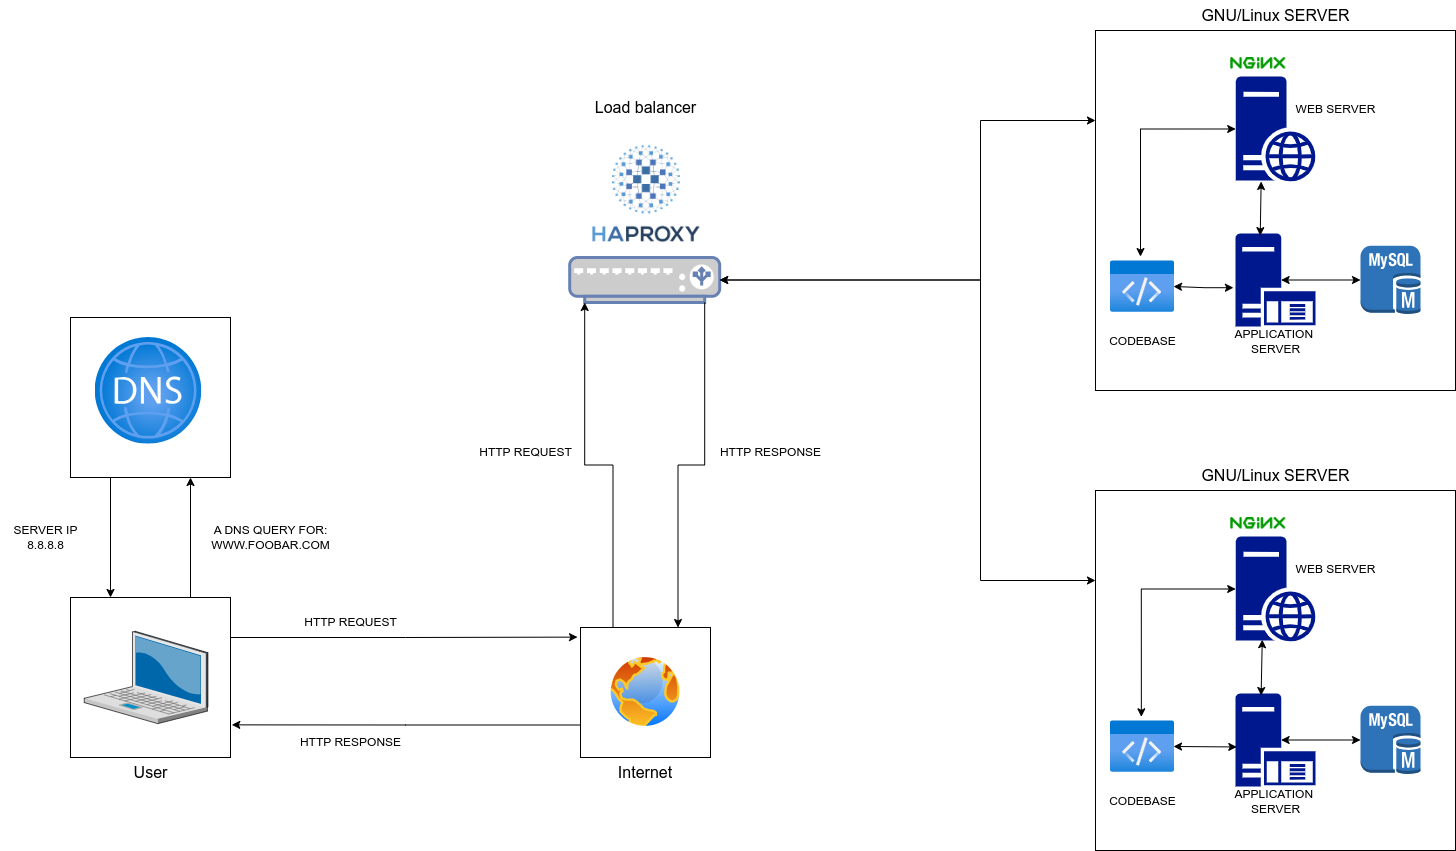 GNU/Linux SERVER
NGINX
WEB SERVER
Load balancer
HAPROXY
MySQL
M
CODEBASE
APPLICATION
SERVER
DNS
HTTP REQUEST
HTTP RESPONSE
SERVER IP
8.8.8.8
A DNS QUERY FOR:
WWW.FOOBAR.COM
HTTP REQUEST
HTTP RESPONSE
User
Internet
GNU/Linux SERVER
NGINX
WEB SERVER
MySQL
M
CODEBASE
APPLICATION
SERVER